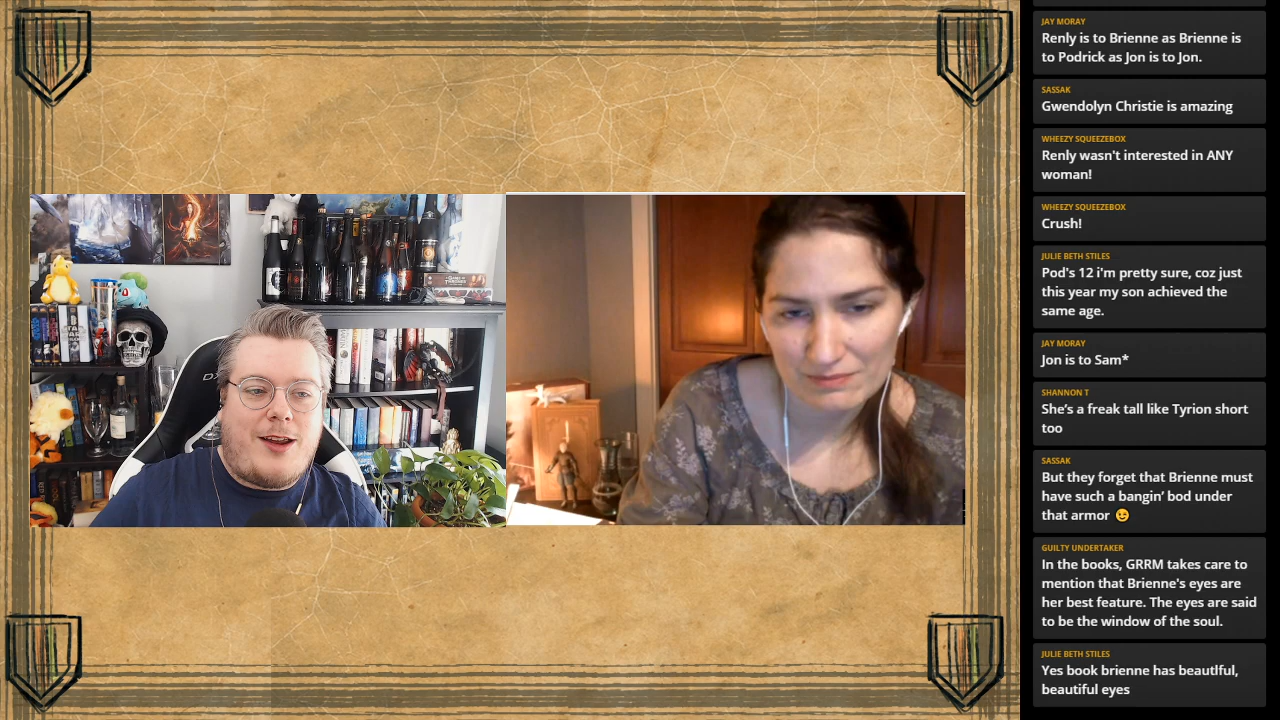 JAY MORAY
Renly is to Brienne as Brienne is
to Podrick as Jon is to Jon.
SASSAK
Gwendolyn Christie is amazing
WHEEZY SQUEEZEBOX
Renly wasn't interested in ANY
woman!
WHEEZY SQUEEZEBOX
Crush!
JULIE BETH STILES
Pod's 12 i'm pretty sure, coz just
this year my son achieved the
same age.
JAY MORAY
Jon is to Sam*
SHANNON T
She's a freak tall like Tyrion short
too
SASSAK
But they forget that Brienne must
have such a bangin' bod under
that armor 😉
GUILTY UNDERTAKER
In the books, GRRM takes care to
mention that Brienne's eyes are
her best feature. The eyes are said
to be the window of the soul.
JULIE BETH STILES
Yes book brienne has beautlful,
beautiful eyes